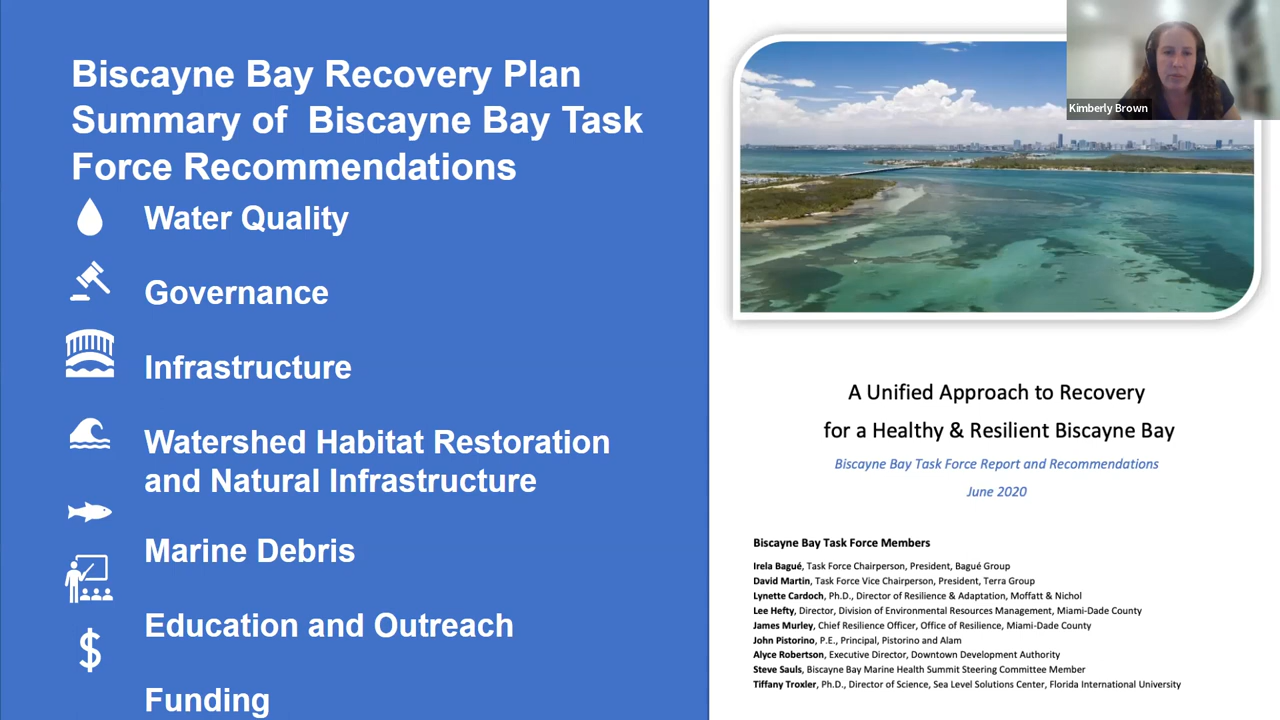 Biscayne Bay Recovery Plan
Summary of  Biscayne Bay Task
Force Recommendations
Water Quality
Governance
Infrastructure
Watershed Habitat Restoration
and Natural Infrastructure
Marine Debris
Education and Outreach
Funding
Kimberly Brown
A Unified Approach to Recovery
for a Healthy & Resilient Biscayne Bay
Biscayne Bay Task Force Report and Recommendations
June 2020
Biscayne Bay Task Force Members
Irela Bagué, Task Force Chairperson, President, Bagué Group
David Martin, Task Force Vice Chairperson, President, Terra Group
Lynette Cardoch, Ph.D., Director of Resilience & Adaptation, Moffatt & Nichol
Lee Hefty, Director, Division of Environmental Resources Management, Miami-Dade County
James Murley, Chief Resilience Officer, Office of Resilience, Miami-Dade County
John Pistorino, P.E., Principal, Pistorino and Alam
Alyce Robertson, Executive Director, Downtown Development Authority
Steve Sauls, Biscayne Bay Marine Health Summit Steering Committee Member
Tiffany Troxler, Ph.D., Director of Science, Sea Level Solutions Center, Florida International University